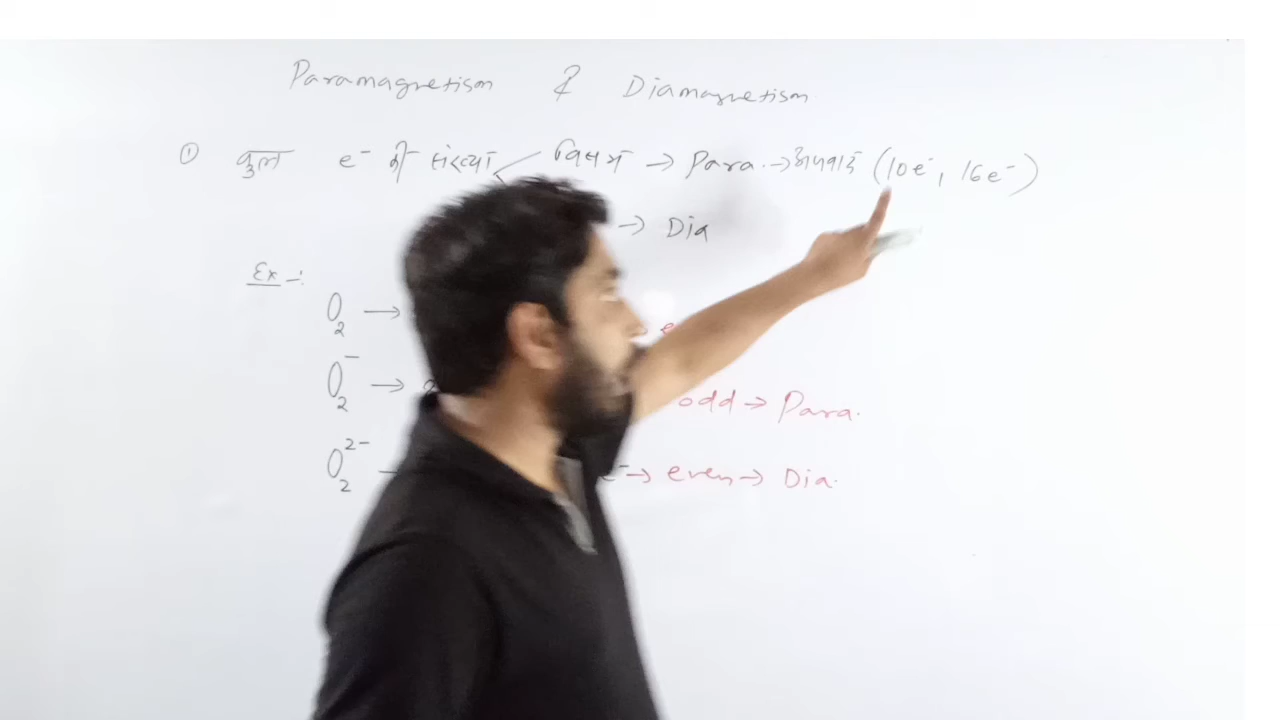 Paramagnetism & Diamagnetism
① कुल e⁻ की संख्या विषम → Para. → अपवाद (10e⁻, 16e⁻)
→ Dia
Ex -:
O₂ →
O₂⁻ → odd → Para.
O₂²⁻ → even → Dia.